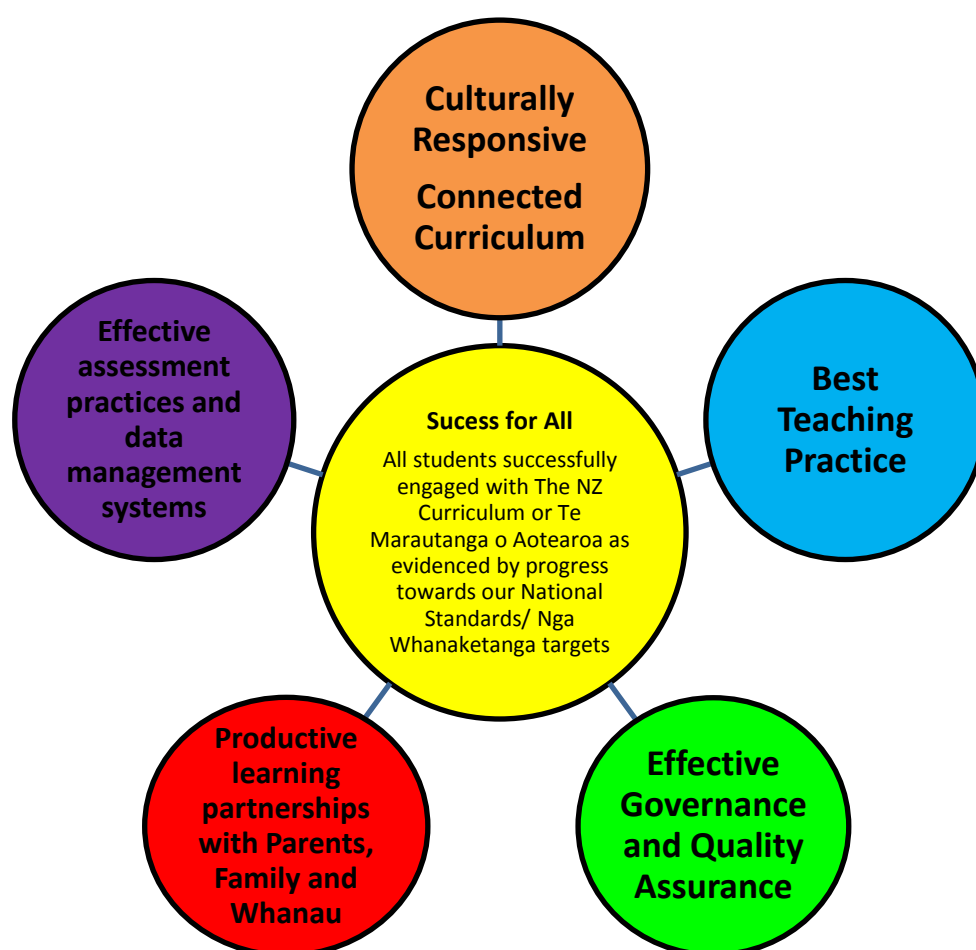 Culturally
Responsive
Connected
Curriculum
Effective
assessment
practices and
data
management
systems
Best
Teaching
Practice
Sucess for All
All students successfully
engaged with The NZ
Curriculum or Te
Marautanga o Aotearoa as
evidenced by progress
towards our National
Standards/ Nga
Whanaketanga targets
Productive
learning
partnerships
with Parents,
Family and
Whanau
Effective
Governance
and Quality
Assurance